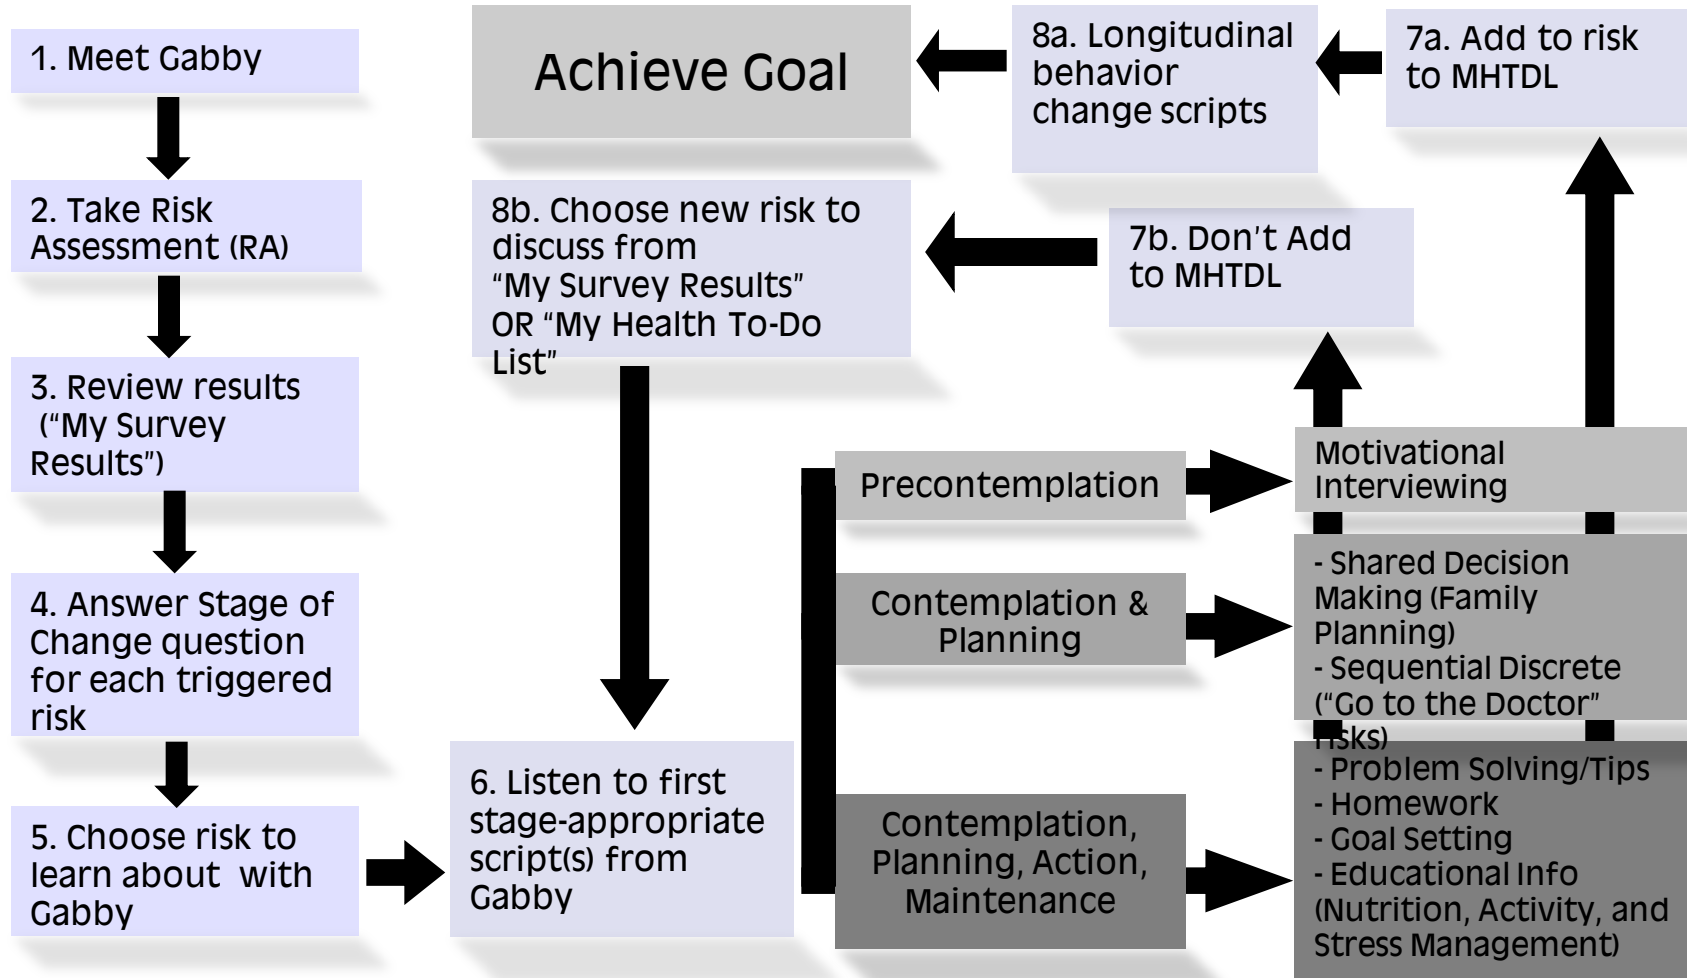 1. Meet Gabby
2. Take Risk
Assessment (RA)
3. Review results
("My Survey
Results")
4. Answer Stage of
Change question
for each triggered
risk
5. Choose risk to
learn about with
Gabby
6. Listen to first
stage-appropriate
script(s) from
Gabby
Precontemplation
Contemplation &
Planning
Contemplation,
Planning, Action,
Maintenance
Motivational
Interviewing
- Shared Decision
Making (Family
Planning)
- Sequential Discrete
("Go to the Doctor"
risks)
- Problem Solving/Tips
- Homework
- Goal Setting
- Educational Info
(Nutrition, Activity, and
Stress Management)
7a. Add to risk
to MHTDL
7b. Don't Add
to MHTDL
8a. Longitudinal
behavior
change scripts
8b. Choose new risk to
discuss from
"My Survey Results"
OR "My Health To-Do
List"
Achieve Goal